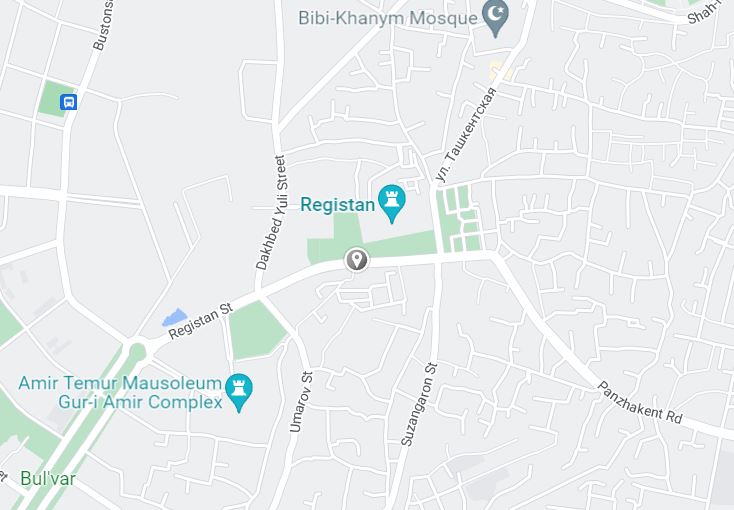 Bibi-Khanym Mosque
Shah-i
Bustons
ул. Ташкентская
Registan
Dakhbed Yuli Street
Registan St
Amir Temur Mausoleum
Gur-i Amir Complex
Umarov St
Suzangaron St
Panzhakent Rd
Bul'var